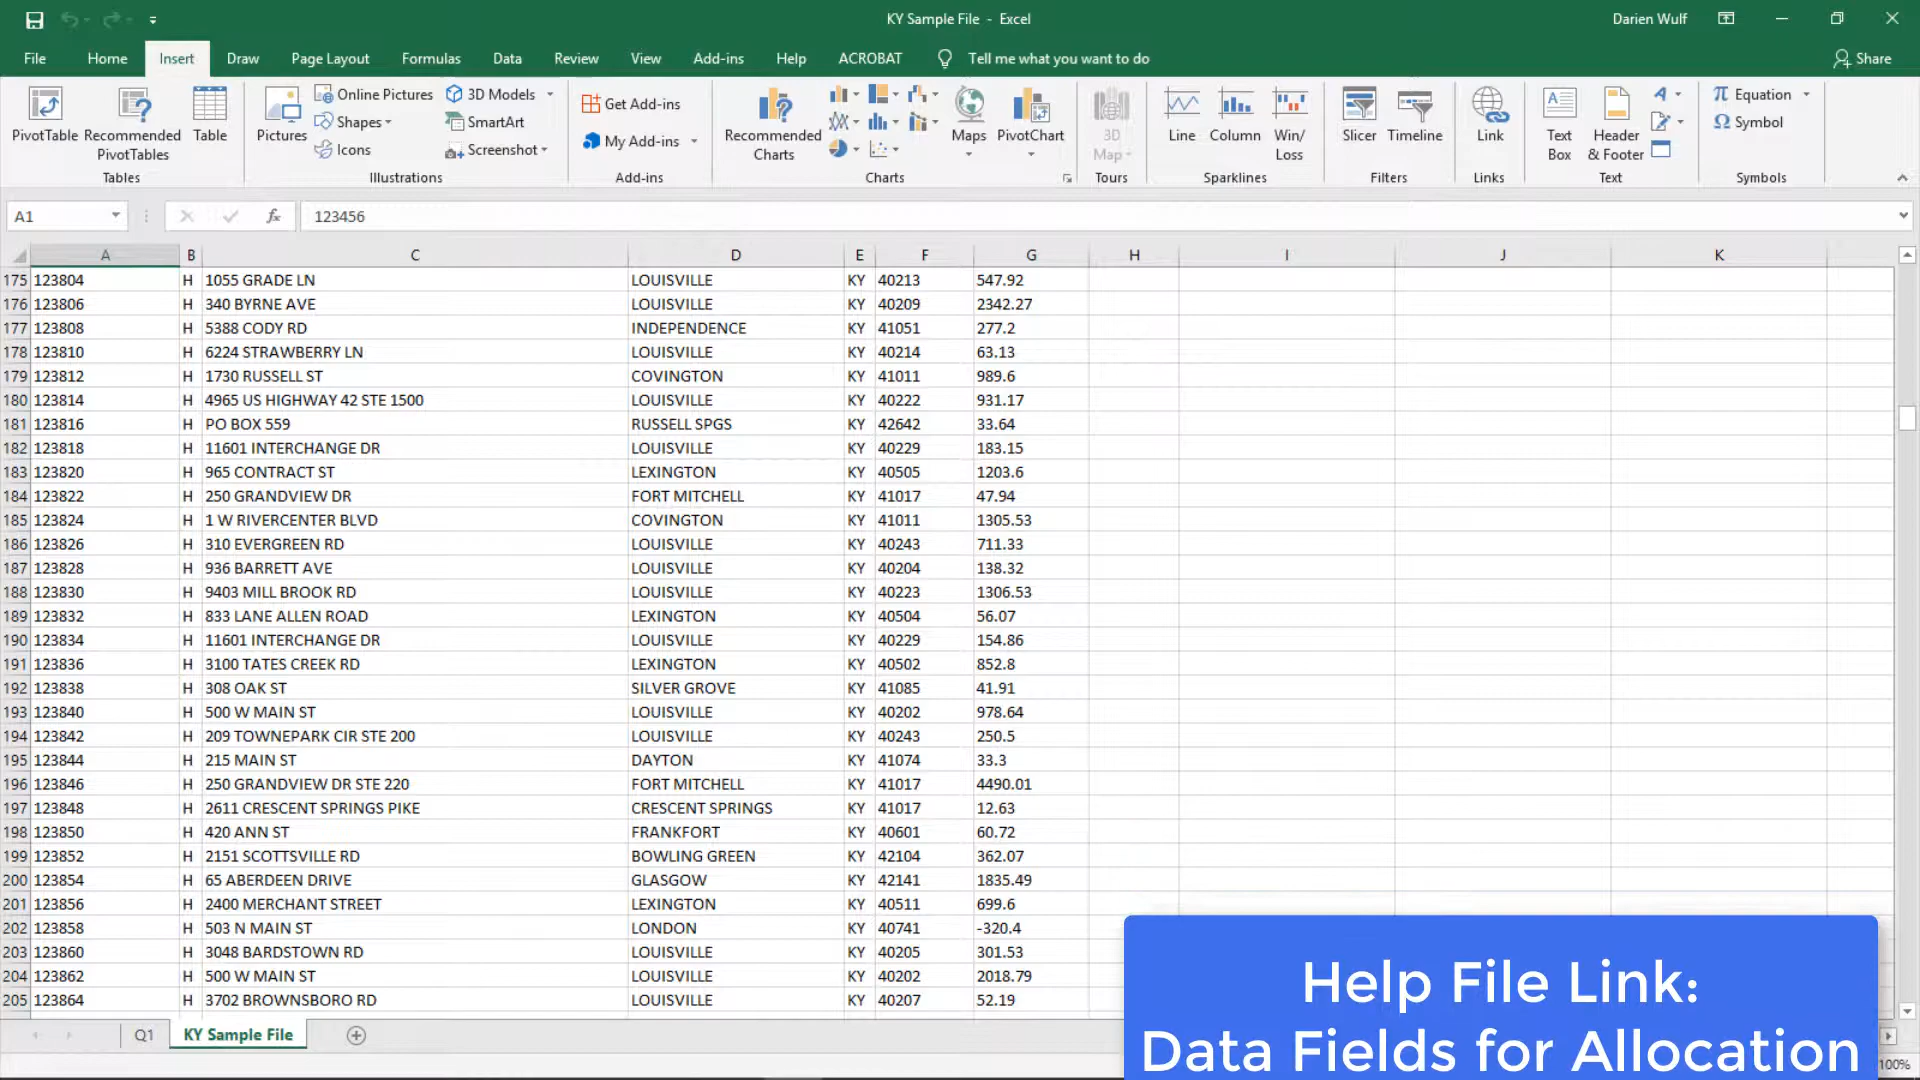 KY Sample File - Excel
Darien Wulf
File Home Insert Draw Page Layout Formulas Data Review View Add-ins Help ACROBAT Tell me what you want to do Share
PivotTable
Recommended PivotTables
Table
Tables
Pictures
Online Pictures
Shapes
Icons
3D Models
SmartArt
Screenshot
Illustrations
Get Add-ins
My Add-ins
Add-ins
Recommended Charts
Maps
PivotChart
Charts
3D Map
Tours
Line
Column
Win/ Loss
Sparklines
Slicer
Timeline
Filters
Link
Links
Text Box
Header & Footer
Text
Equation
Symbol
Symbols
A1 fx 123456
A B C D E F G H I J K
175 123804 H 1055 GRADE LN LOUISVILLE KY 40213 547.92
176 123806 H 340 BYRNE AVE LOUISVILLE KY 40209 2342.27
177 123808 H 5388 CODY RD INDEPENDENCE KY 41051 277.2
178 123810 H 6224 STRAWBERRY LN LOUISVILLE KY 40214 63.13
179 123812 H 1730 RUSSELL ST COVINGTON KY 41011 989.6
180 123814 H 4965 US HIGHWAY 42 STE 1500 LOUISVILLE KY 40222 931.17
181 123816 H PO BOX 559 RUSSELL SPGS KY 42642 33.64
182 123818 H 11601 INTERCHANGE DR LOUISVILLE KY 40229 183.15
183 123820 H 965 CONTRACT ST LEXINGTON KY 40505 1203.6
184 123822 H 250 GRANDVIEW DR FORT MITCHELL KY 41017 47.94
185 123824 H 1 W RIVERCENTER BLVD COVINGTON KY 41011 1305.53
186 123826 H 310 EVERGREEN RD LOUISVILLE KY 40243 711.33
187 123828 H 936 BARRETT AVE LOUISVILLE KY 40204 138.32
188 123830 H 9403 MILL BROOK RD LOUISVILLE KY 40223 1306.53
189 123832 H 833 LANE ALLEN ROAD LEXINGTON KY 40504 56.07
190 123834 H 11601 INTERCHANGE DR LOUISVILLE KY 40229 154.86
191 123836 H 3100 TATES CREEK RD LEXINGTON KY 40502 852.8
192 123838 H 308 OAK ST SILVER GROVE KY 41085 41.91
193 123840 H 500 W MAIN ST LOUISVILLE KY 40202 978.64
194 123842 H 209 TOWNEPARK CIR STE 200 LOUISVILLE KY 40243 250.5
195 123844 H 215 MAIN ST DAYTON KY 41074 33.3
196 123846 H 250 GRANDVIEW DR STE 220 FORT MITCHELL KY 41017 4490.01
197 123848 H 2611 CRESCENT SPRINGS PIKE CRESCENT SPRINGS KY 41017 12.63
198 123850 H 420 ANN ST FRANKFORT KY 40601 60.72
199 123852 H 2151 SCOTTSVILLE RD BOWLING GREEN KY 42104 362.07
200 123854 H 65 ABERDEEN DRIVE GLASGOW KY 42141 1835.49
201 123856 H 2400 MERCHANT STREET LEXINGTON KY 40511 699.6
202 123858 H 503 N MAIN ST LONDON KY 40741 -320.4
203 123860 H 3048 BARDSTOWN RD LOUISVILLE KY 40205 301.53
204 123862 H 500 W MAIN ST LOUISVILLE KY 40202 2018.79
205 123864 H 3702 BROWNSBORO RD LOUISVILLE KY 40207 52.19
Q1 KY Sample File
100%
Help File Link:
Data Fields for Allocation